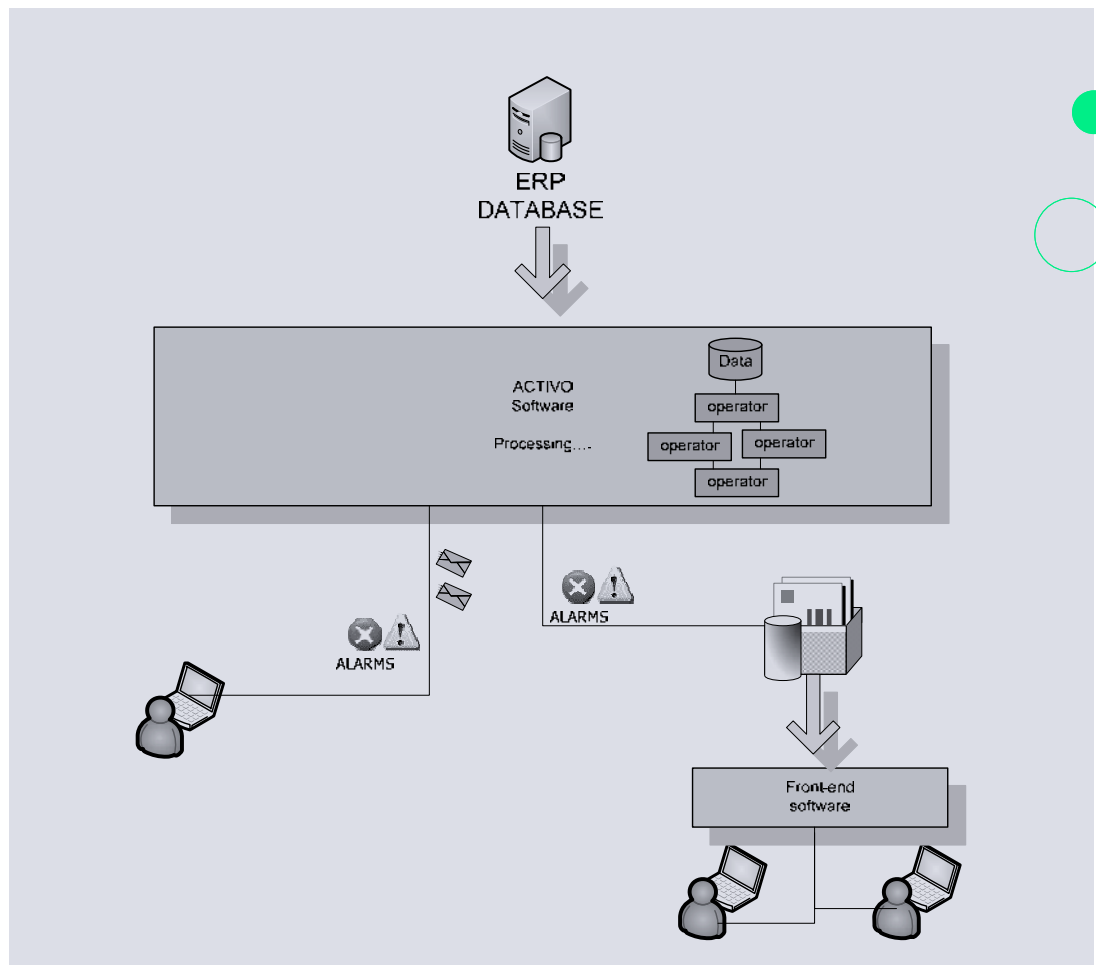 ERP
DATABASE
Data
ACTIVO
Software
operator
Processing....
operator
operator
operator
ALARMS
ALARMS
Front-end
software